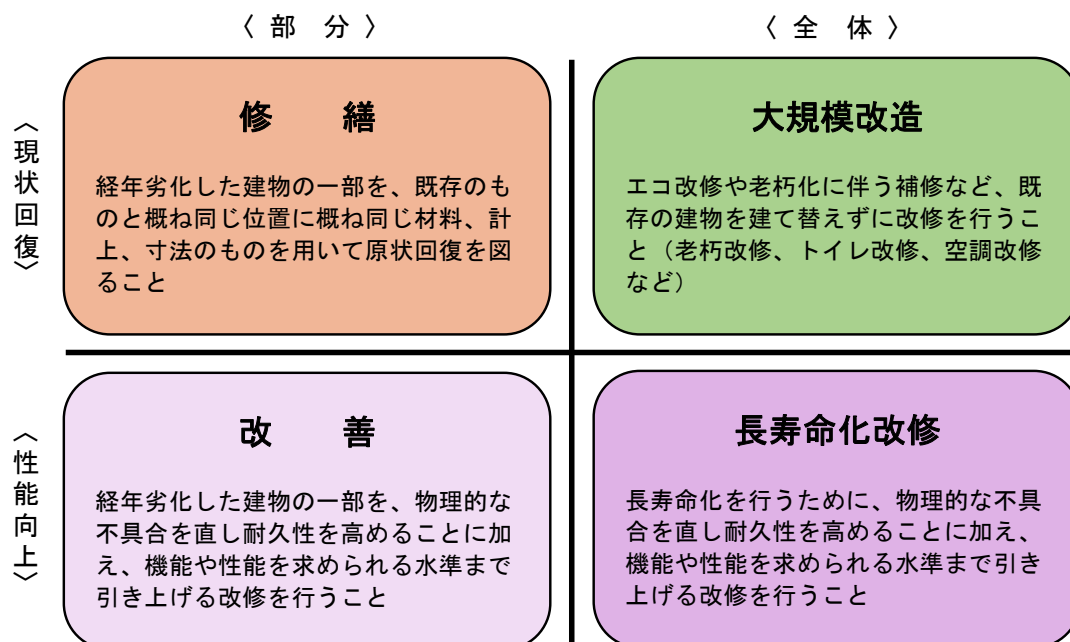 〈 部　分 〉
〈 全　体 〉
〈現状回復〉
修　　繕
経年劣化した建物の一部を、既存のも
のと概ね同じ位置に概ね同じ材料、計
上、寸法のものを用いて原状回復を図
ること
大規模改造
エコ改修や老朽化に伴う補修など、既
存の建物を建て替えずに改修を行うこ
と（老朽改修、トイレ改修、空調改修
など）
〈性能向上〉
改　　善
経年劣化した建物の一部を、物理的な
不具合を直し耐久性を高めることに加
え、機能や性能を求められる水準まで
引き上げる改修を行うこと
長寿命化改修
長寿命化を行うために、物理的な不具
合を直し耐久性を高めることに加え、
機能や性能を求められる水準まで引き
上げる改修を行うこと